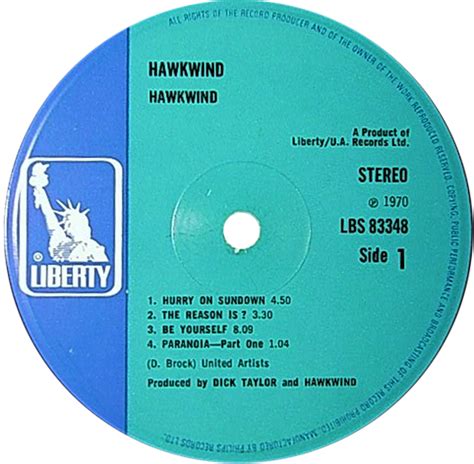 ALL RIGHTS OF THE RECORD PRODUCER AND OF THE OWNER OF THE WORK REPRODUCED RESERVED. COPYING, PUBLIC PERFORMANCE AND BROADCASTING OF THIS RECORD PROHIBITED. MANUFACTURED BY PHILIPS RECORDS LTD.
HAWKWIND
HAWKWIND
A Product of
Liberty/U.A. Records Ltd.
STEREO
℗ 1970
LBS 83348
Side 1
® LIBERTY
1. HURRY ON SUNDOWN 4.50
2. THE REASON IS ? 3.30
3. BE YOURSELF 8.09
4. PARANOIA—Part One 1.04
(D. Brock) United Artists
Produced by DICK TAYLOR and HAWKWIND